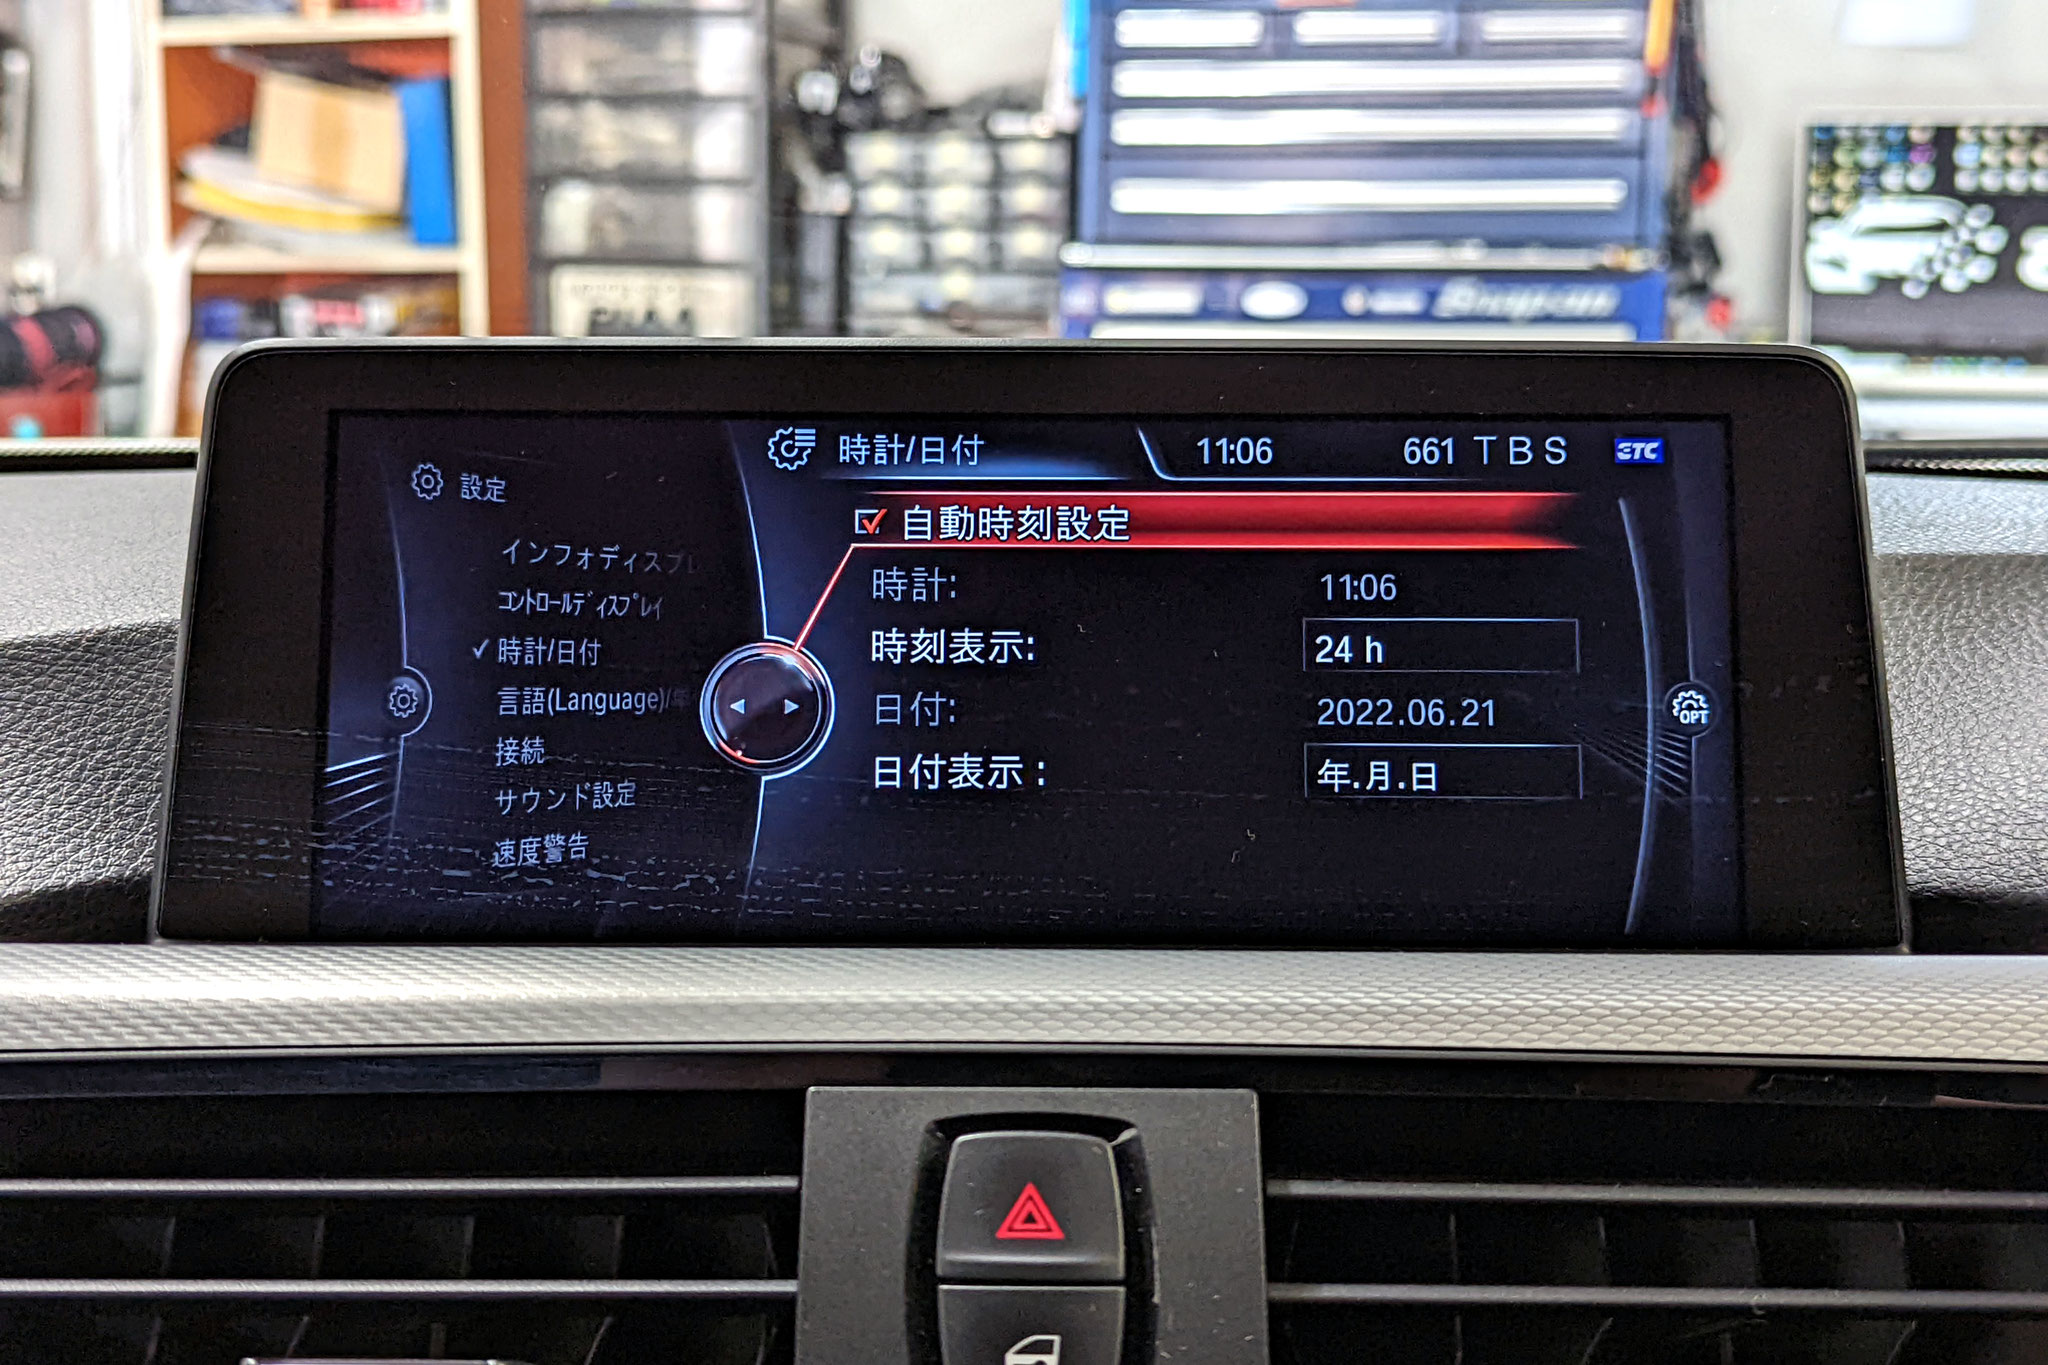 Snap-on
設定
インフォディスプレ
コントロールディスプレイ
✓ 時計/日付
言語(Language)/単
接続
サウンド設定
速度警告
時計/日付 11:06 661 TBS ETC
自動時刻設定
時計: 11:06
時刻表示: 24 h
日付: 2022.06.21
日付表示: 年.月.日
OPT